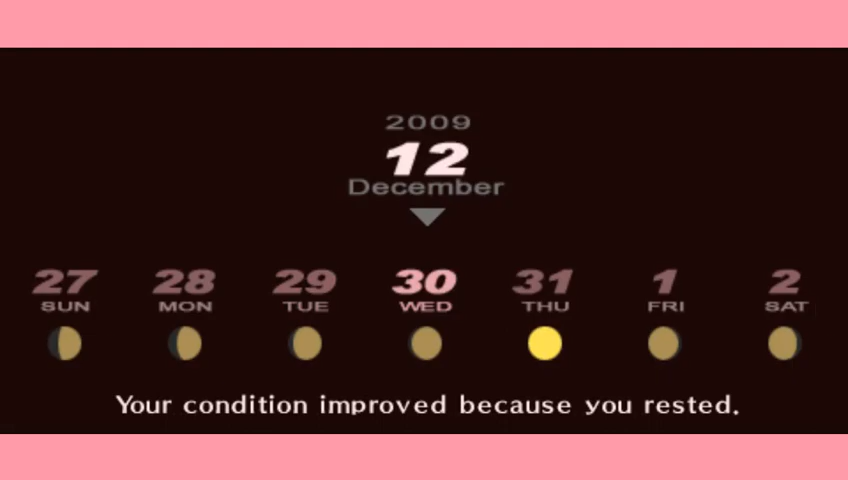 2009
12
December
27 28 29 30 31 1 2
SUN MON TUE WED THU FRI SAT
Your condition improved because you rested.